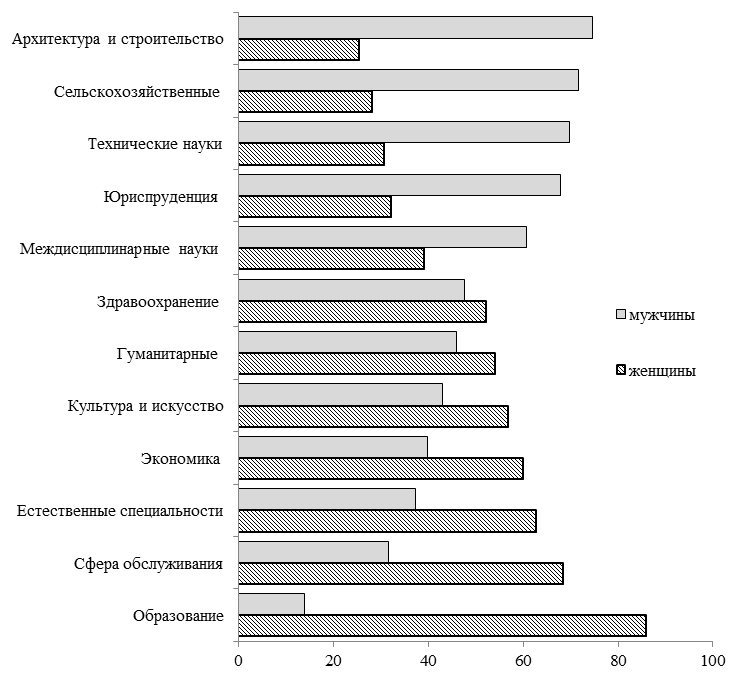 Архитектура и строительство
Сельскохозяйственные
Технические науки
Юриспруденция
Междисциплинарные науки
Здравоохранение
Гуманитарные
Культура и искусство
Экономика
Естественные специальности
Сфера обслуживания
Образование
мужчины
женщины
0 20 40 60 80 100